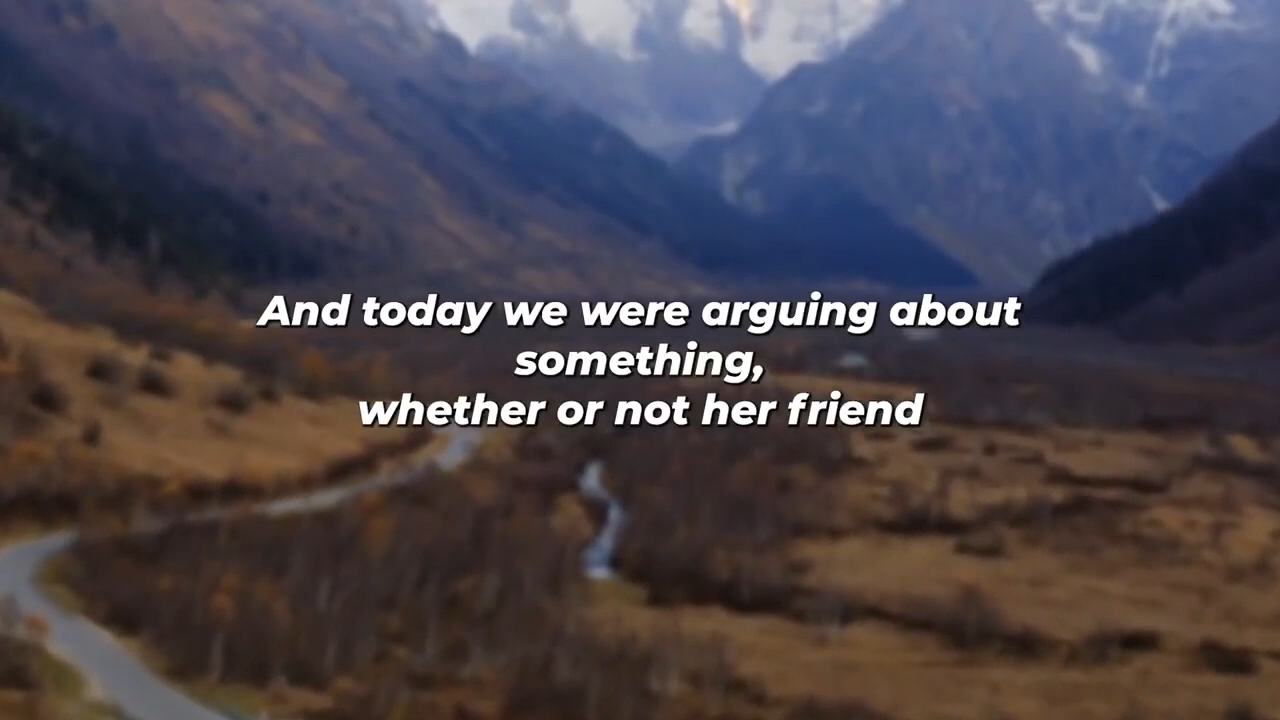 And today we were arguing about
something,
whether or not her friend